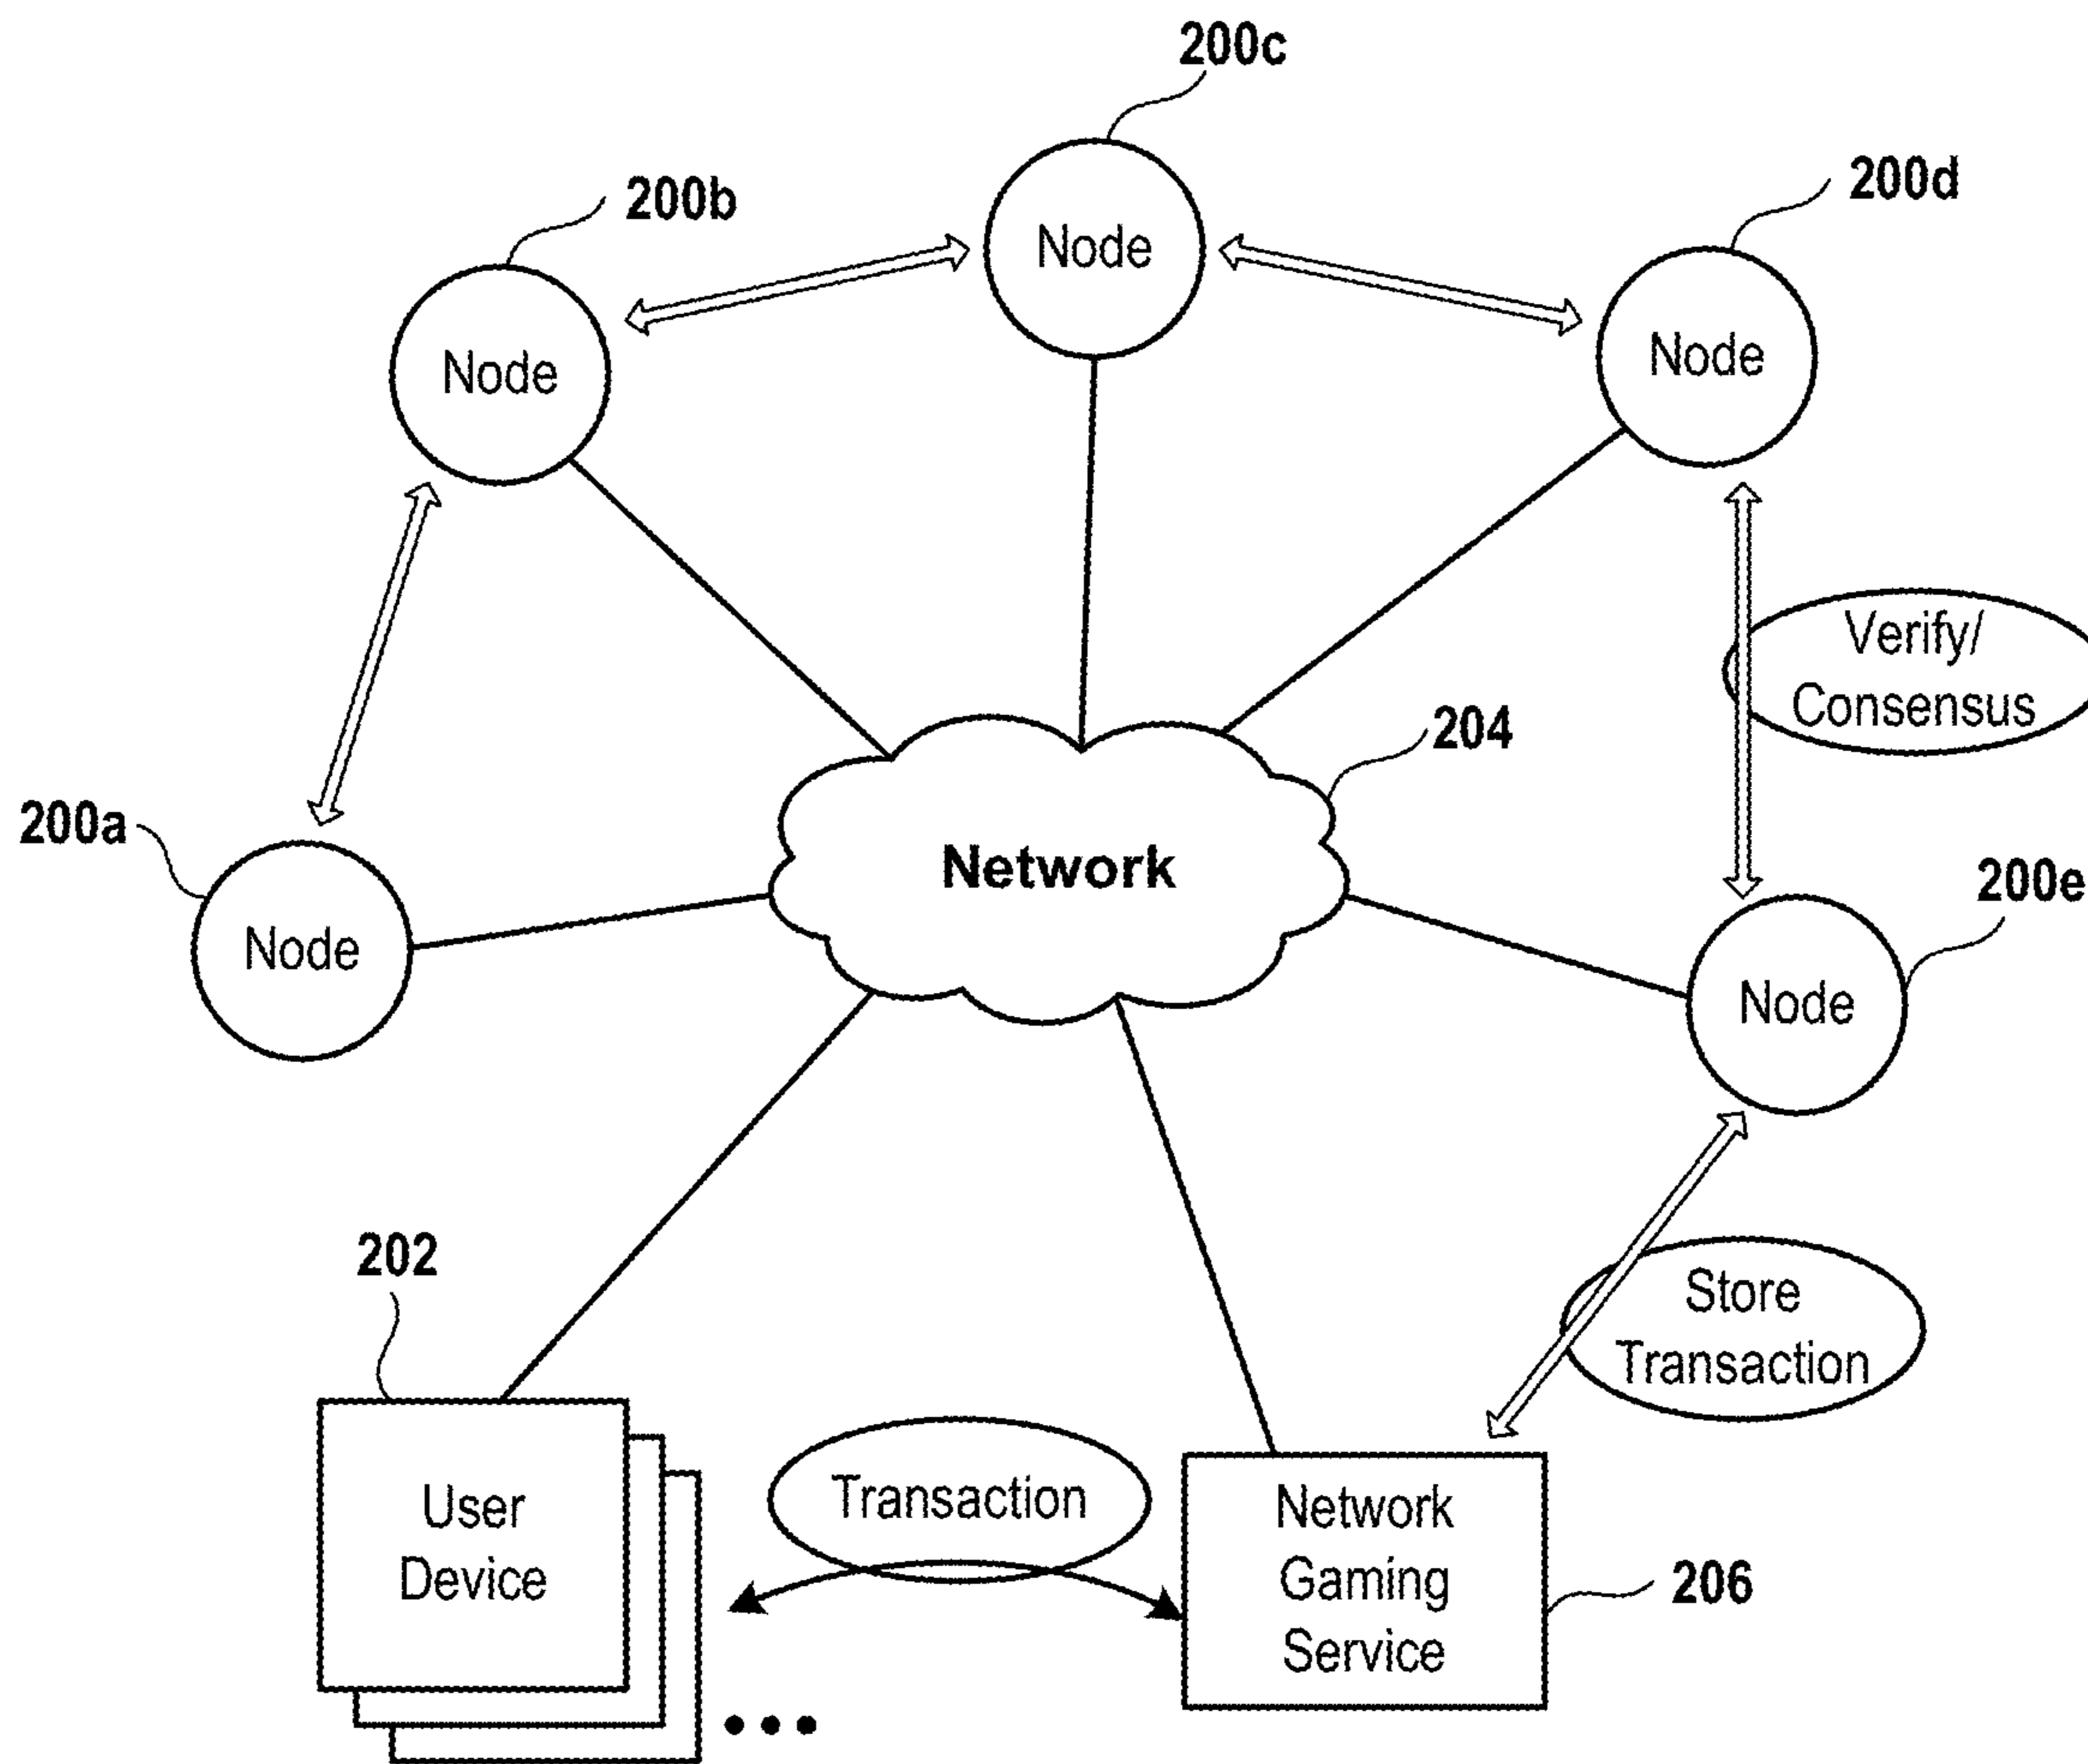 200c
200b
200d
Node
Node
Node
Verify/
Consensus
204
200a
Network
200e
Node
Node
202
Store
Transaction
User
Device
Transaction
Network
Gaming
Service
206